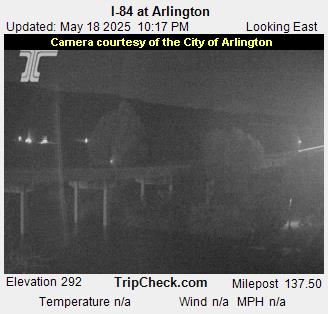 I-84 at Arlington
Updated: May 18 2025 10:17 PM Looking East
Camera courtesy of the City of Arlington
Elevation 292 TripCheck.com Milepost 137.50
Temperature n/a Wind n/a MPH n/a